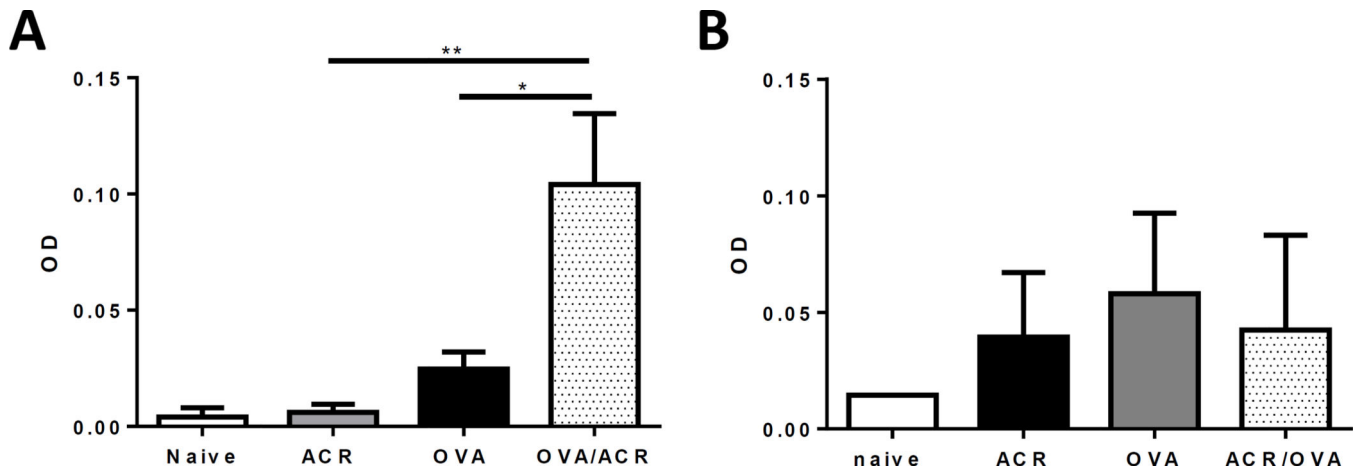 A
**
*
OD
0.15
0.10
0.05
0.00
Naive ACR OVA OVA/ACR
B
OD
0.15
0.10
0.05
0.00
naive ACR OVA ACR/OVA